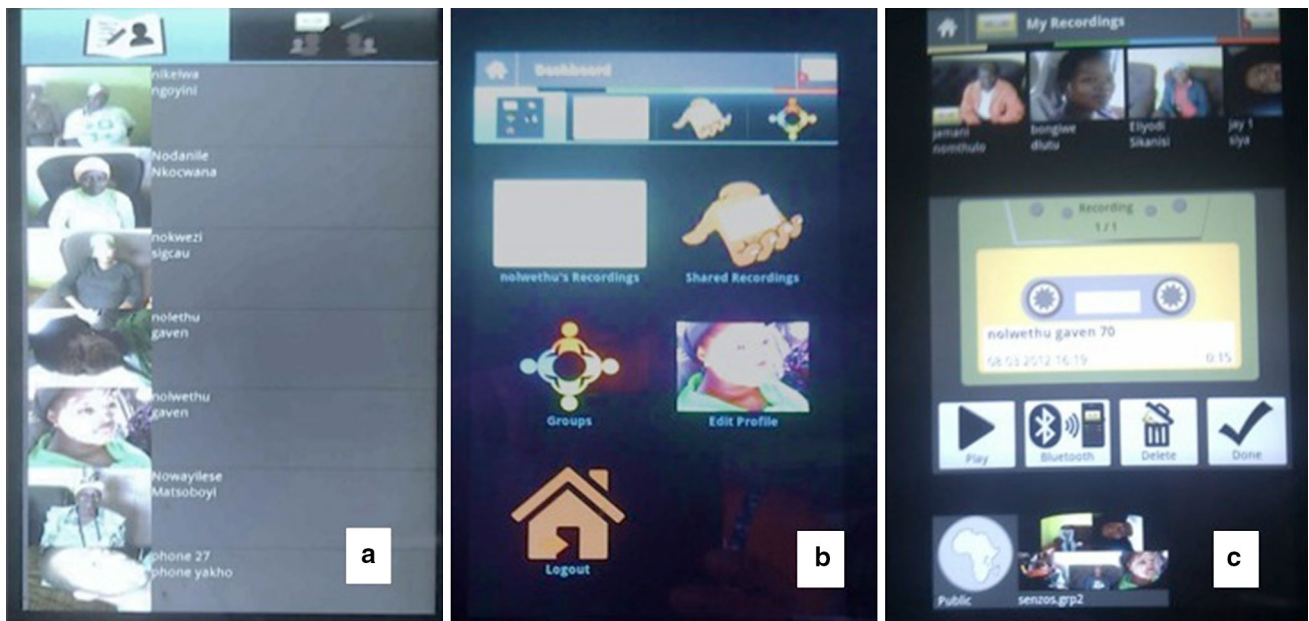 nikelwa
ngoyini
Nodanile
Nkocwana
nokwezi
sigcau
nolethu
gaven
nolwethu
gaven
Nowayilese
Matsoboyi
phone 27
phone yakho
a
Dashboard
nolwethu's Recordings
Shared Recordings
Groups
Edit Profile
Logout
b
My Recordings
jamani
nomthulo
bongiwe
dlutu
Eliyodi
Sikanisi
jay 1
siya
Recording
1 / 1
nolwethu gaven 70
08 03 2012 16:19
0:15
Play
Bluetooth
Delete
Done
Public
senzos.grp2
c